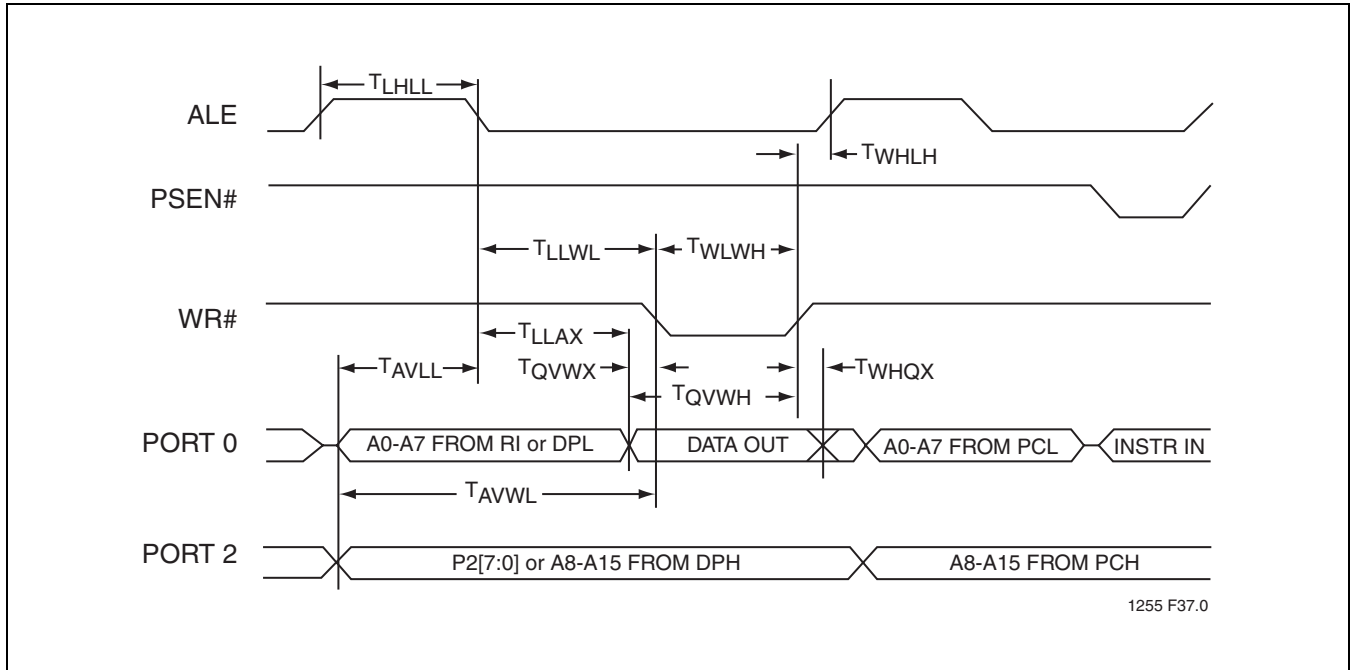 TLHLL
ALE
TWHLH
PSEN#
TLLWL
TWLWH
WR#
TLLAX
TAVLL
TQVWX
TWHQX
TQVWH
PORT 0
A0-A7 FROM RI or DPL
DATA OUT
A0-A7 FROM PCL
INSTR IN
TAVWL
PORT 2
P2[7:0] or A8-A15 FROM DPH
A8-A15 FROM PCH
1255 F37.0